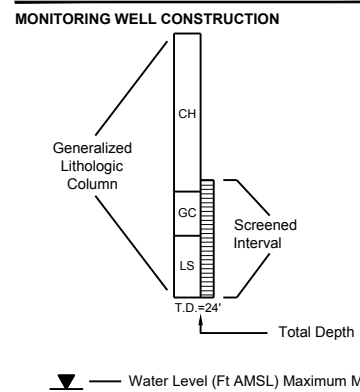 MONITORING WELL CONSTRUCTION
CH
Generalized
Lithologic
Column
GC
Screened
Interval
LS
T.D.=24'
Total Depth
Water Level (Ft AMSL) Maximum M